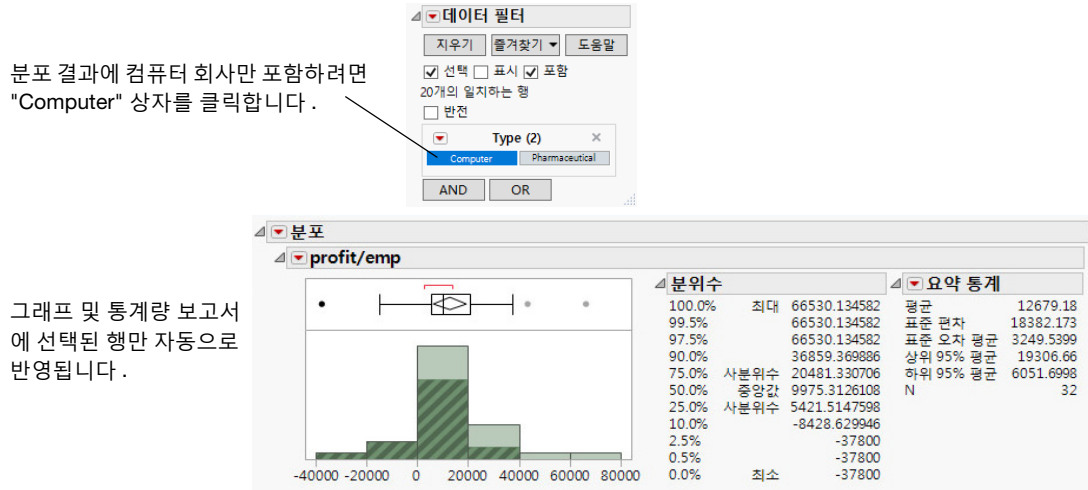 데이터 필터
지우기 즐겨찾기 도움말
선택 표시 포함
20개의 일치하는 행
반전
Type (2)
Computer Pharmaceutical
AND OR
분포 결과에 컴퓨터 회사만 포함하려면
"Computer" 상자를 클릭합니다 .
분포
profit/emp
그래프 및 통계량 보고서
에 선택된 행만 자동으로
반영됩니다 .
-40000 -20000 0 20000 40000 60000 80000
분위수
100.0% 최대 66530.134582
99.5% 66530.134582
97.5% 66530.134582
90.0% 36859.369886
75.0% 사분위수 20481.330706
50.0% 중앙값 9975.3126108
25.0% 사분위수 5421.5147598
10.0% -8428.629946
2.5% -37800
0.5% -37800
0.0% 최소 -37800
요약 통계
평균 12679.18
표준 편차 18382.173
표준 오차 평균 3249.5399
상위 95% 평균 19306.66
하위 95% 평균 6051.6998
N 32